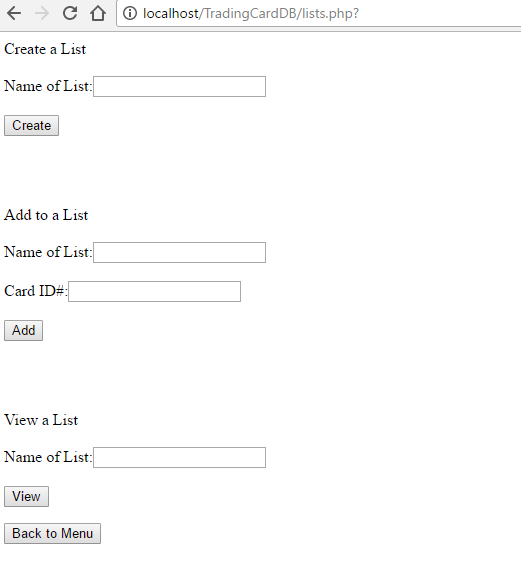 localhost/TradingCardDB/lists.php?
Create a List
Name of List:
Create
Add to a List
Name of List:
Card ID#:
Add
View a List
Name of List:
View
Back to Menu